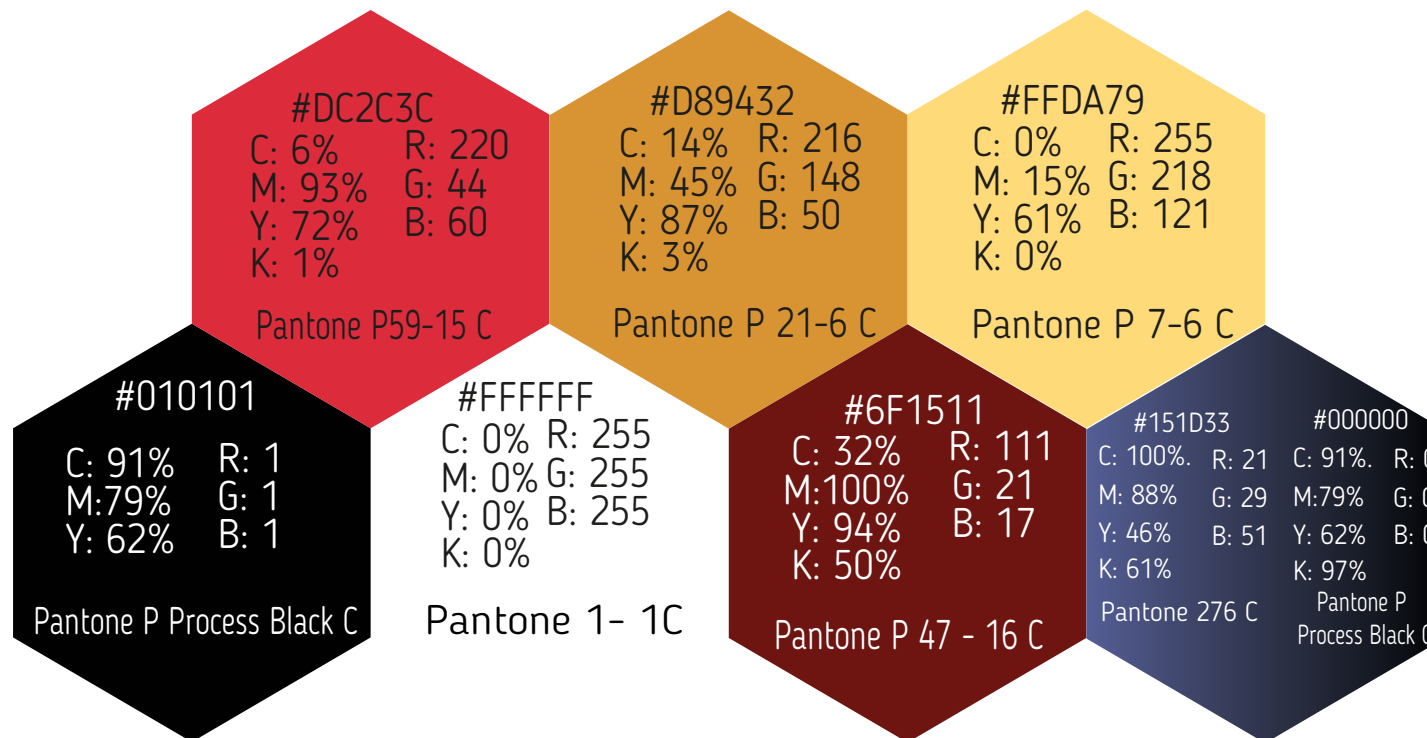 #DC2C3C
C: 6% R: 220
M: 93% G: 44
Y: 72% B: 60
K: 1%
Pantone P59-15 C
#D89432
C: 14% R: 216
M: 45% G: 148
Y: 87% B: 50
K: 3%
Pantone P 21-6 C
#FFDA79
C: 0% R: 255
M: 15% G: 218
Y: 61% B: 121
K: 0%
Pantone P 7-6 C
#010101
C: 91% R: 1
M:79% G: 1
Y: 62% B: 1
Pantone P Process Black C
#FFFFFF
C: 0% R: 255
M: 0% G: 255
Y: 0% B: 255
K: 0%
Pantone 1- 1C
#6F1511
C: 32% R: 111
M:100% G: 21
Y: 94% B: 17
K: 50%
Pantone P 47 - 16 C
#151D33
C: 100%. R: 21
M: 88% G: 29
Y: 46% B: 51
K: 61%
Pantone 276 C
#000000
C: 91%. R:
M:79% G:
Y: 62% B:
K: 97%
Pantone P
Process Black